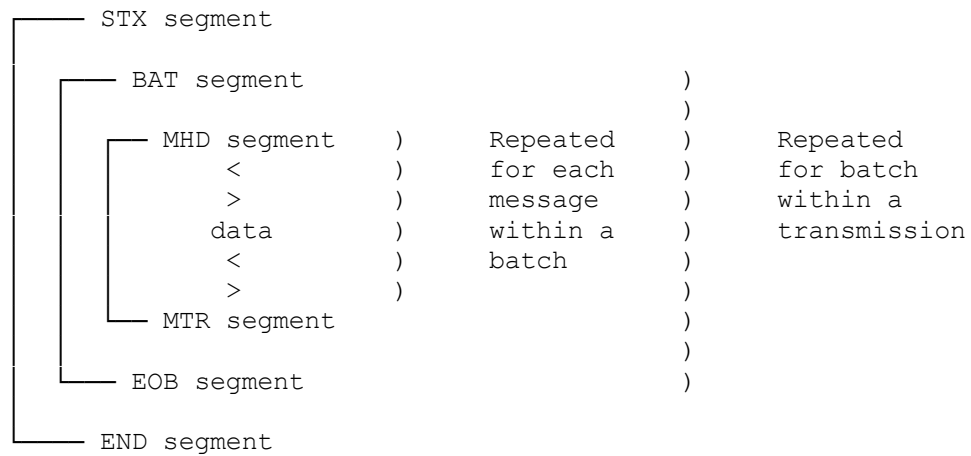 STX segment
BAT segment )
)
MHD segment ) Repeated ) Repeated
< ) for each ) for batch
> ) message ) within a
data ) within a ) transmission
< ) batch )
> ) )
MTR segment )
)
EOB segment )
END segment